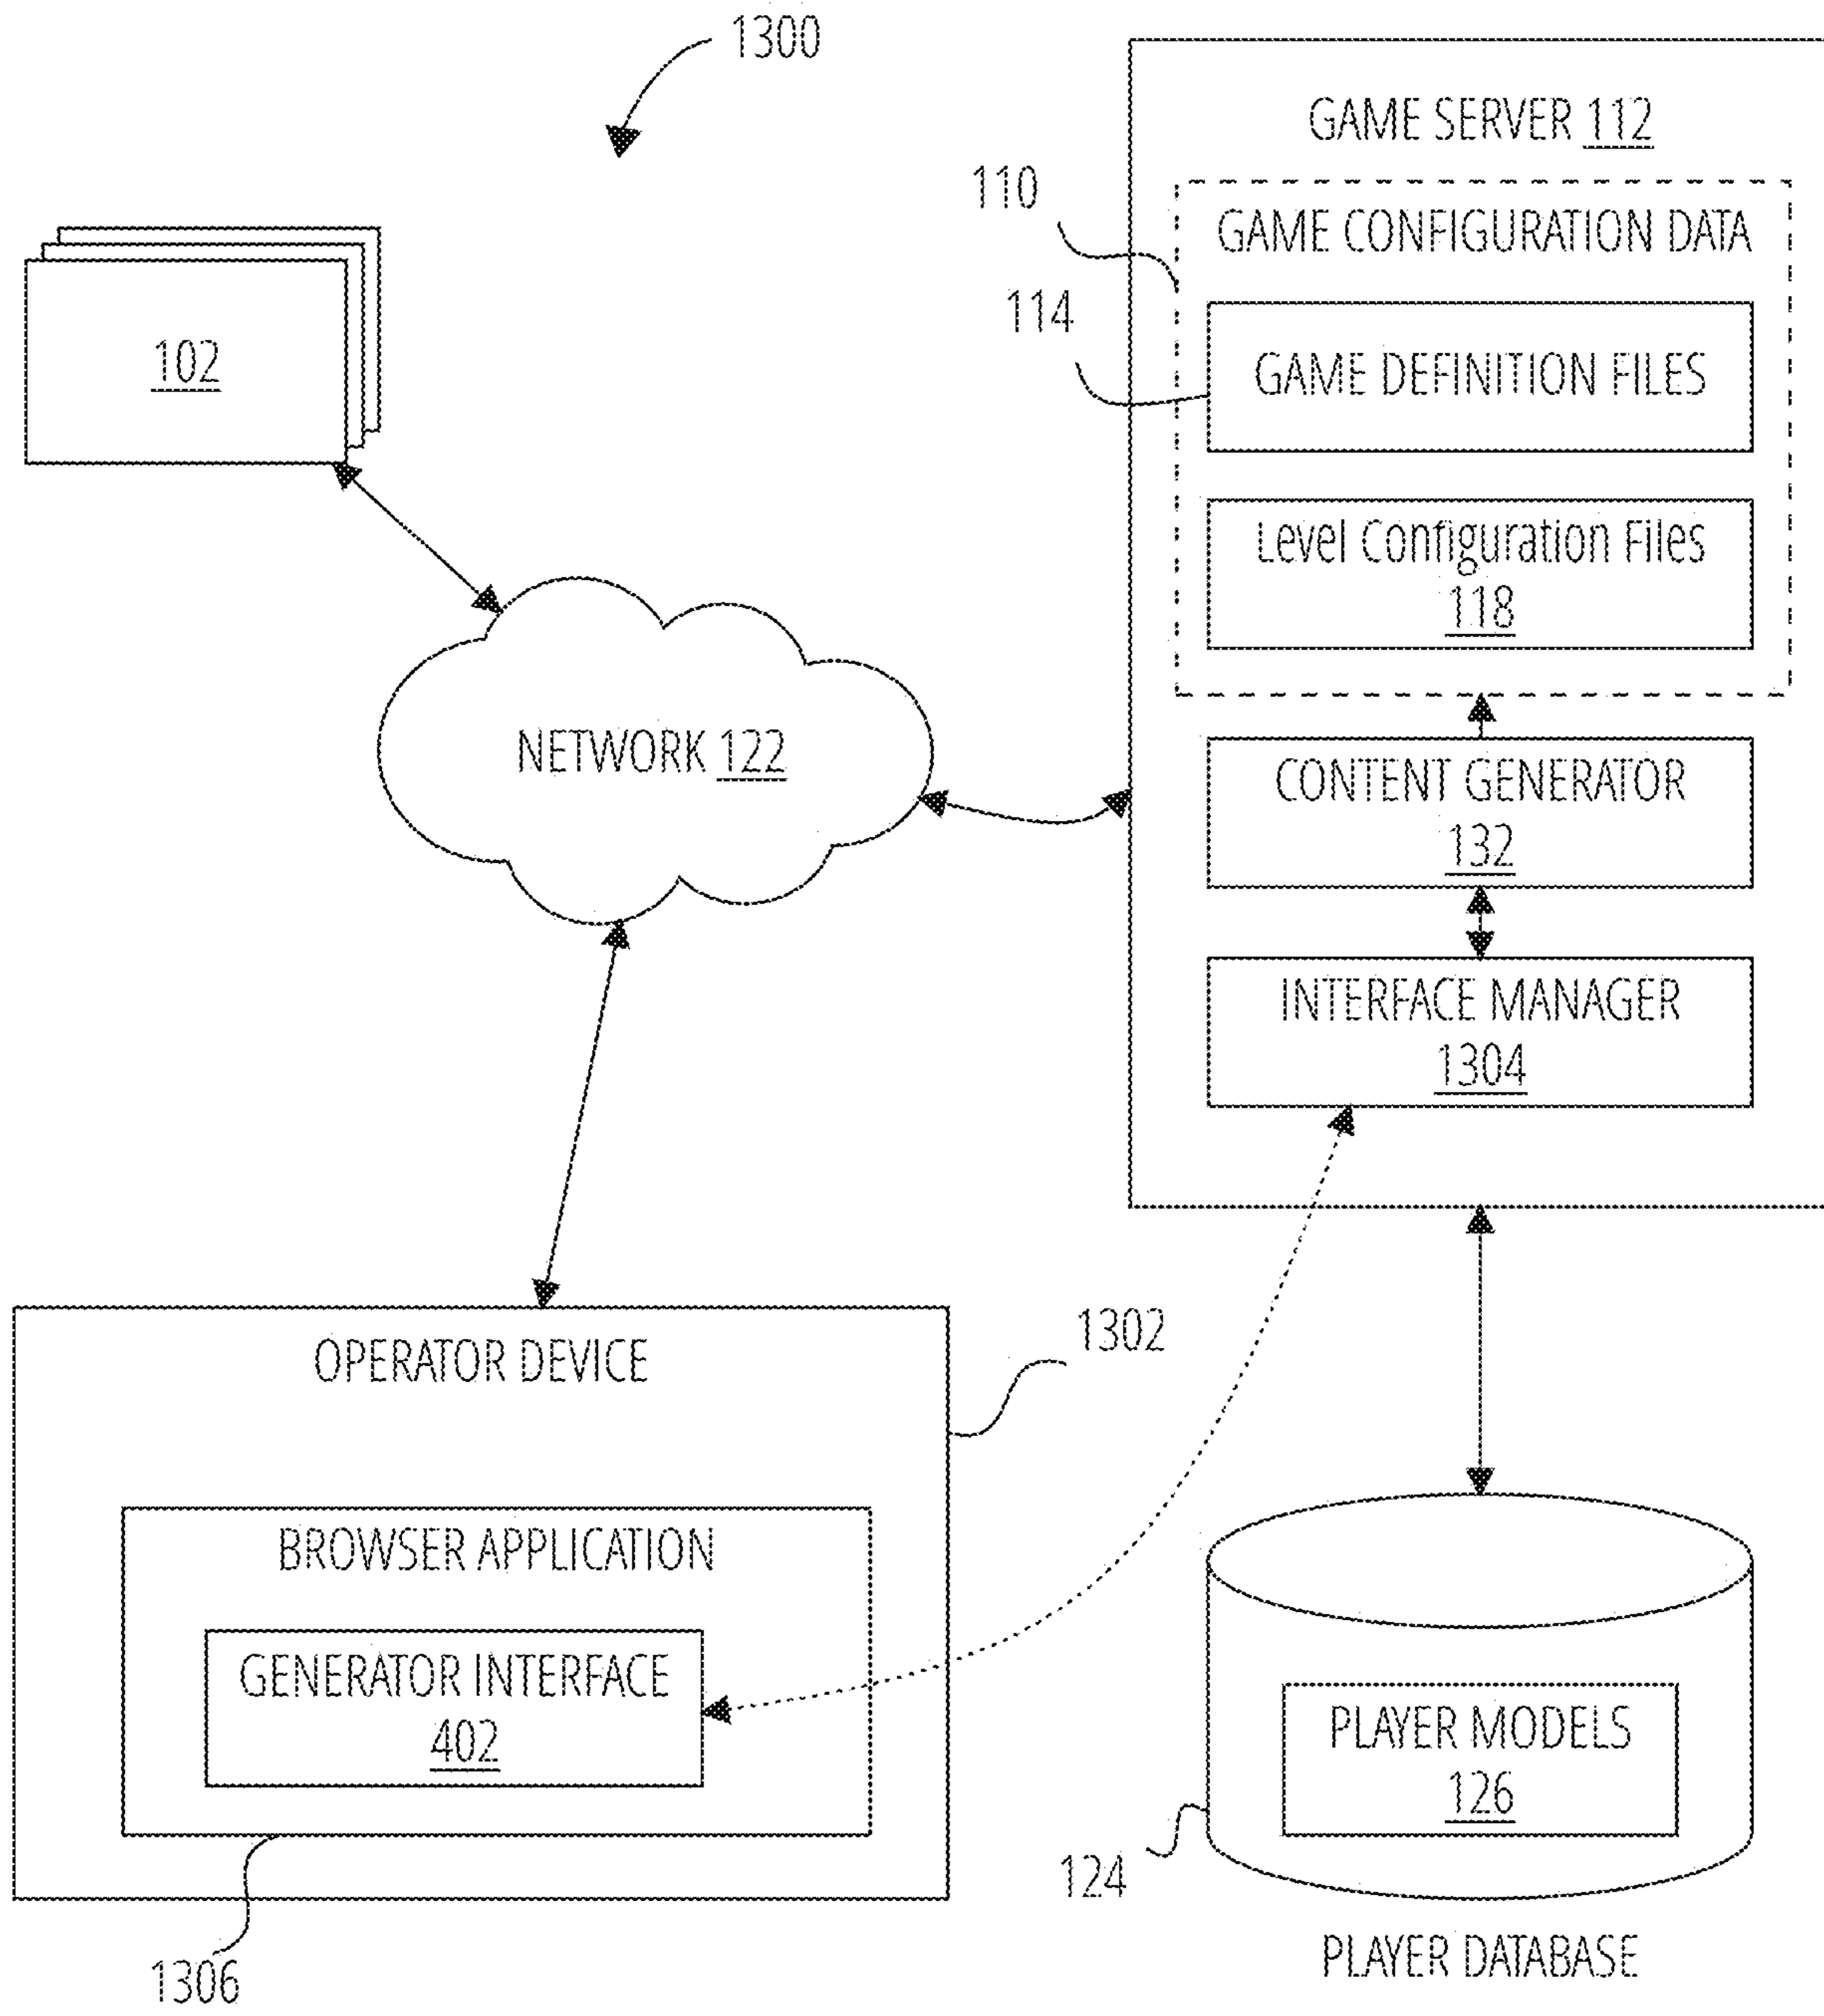 1300
GAME SERVER 112
110
GAME CONFIGURATION DATA
114
GAME DEFINITION FILES
102
Level Configuration Files
118
NETWORK 122
CONTENT GENERATOR
132
INTERFACE MANAGER
1304
OPERATOR DEVICE
1302
BROWSER APPLICATION
GENERATOR INTERFACE
402
PLAYER MODELS
126
124
1306
PLAYER DATABASE